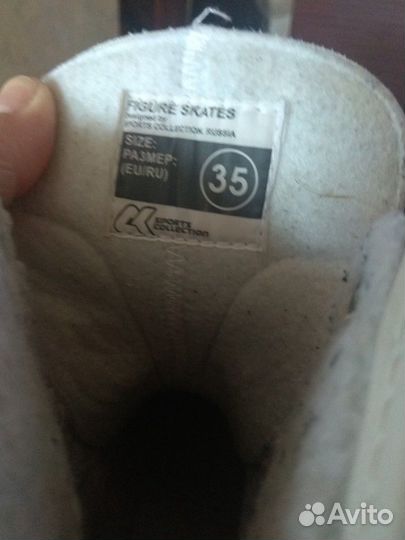 FIGURE SKATES
Designed by
SPORTS COLLECTION, RUSSIA
SIZE:
РАЗМЕР:
(EU/RU)
35
SPORTS
COLLECTION
Avito